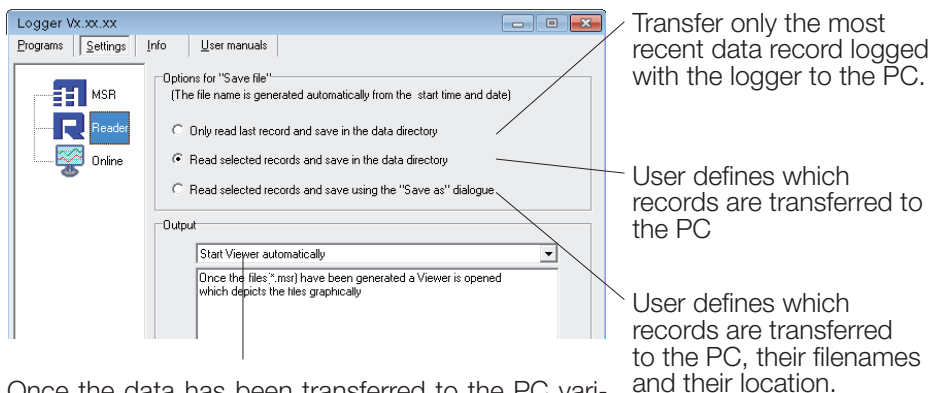 Logger Vx.xx.xx
Programs Settings Info User manuals
MSR
Reader
Online
Options for "Save file"
(The file name is generated automatically from the start time and date)
Only read last record and save in the data directory
Read selected records and save in the data directory
Read selected records and save using the "Save as" dialogue
Output
Start Viewer automatically
Once the files(*.msr) have been generated a Viewer is opened
which depicts the files graphically
Transfer only the most
recent data record logged
with the logger to the PC.
User defines which
records are transferred to
the PC
User defines which
records are transferred
to the PC, their filenames
and their location.
Once the data has been transferred to the PC vari-